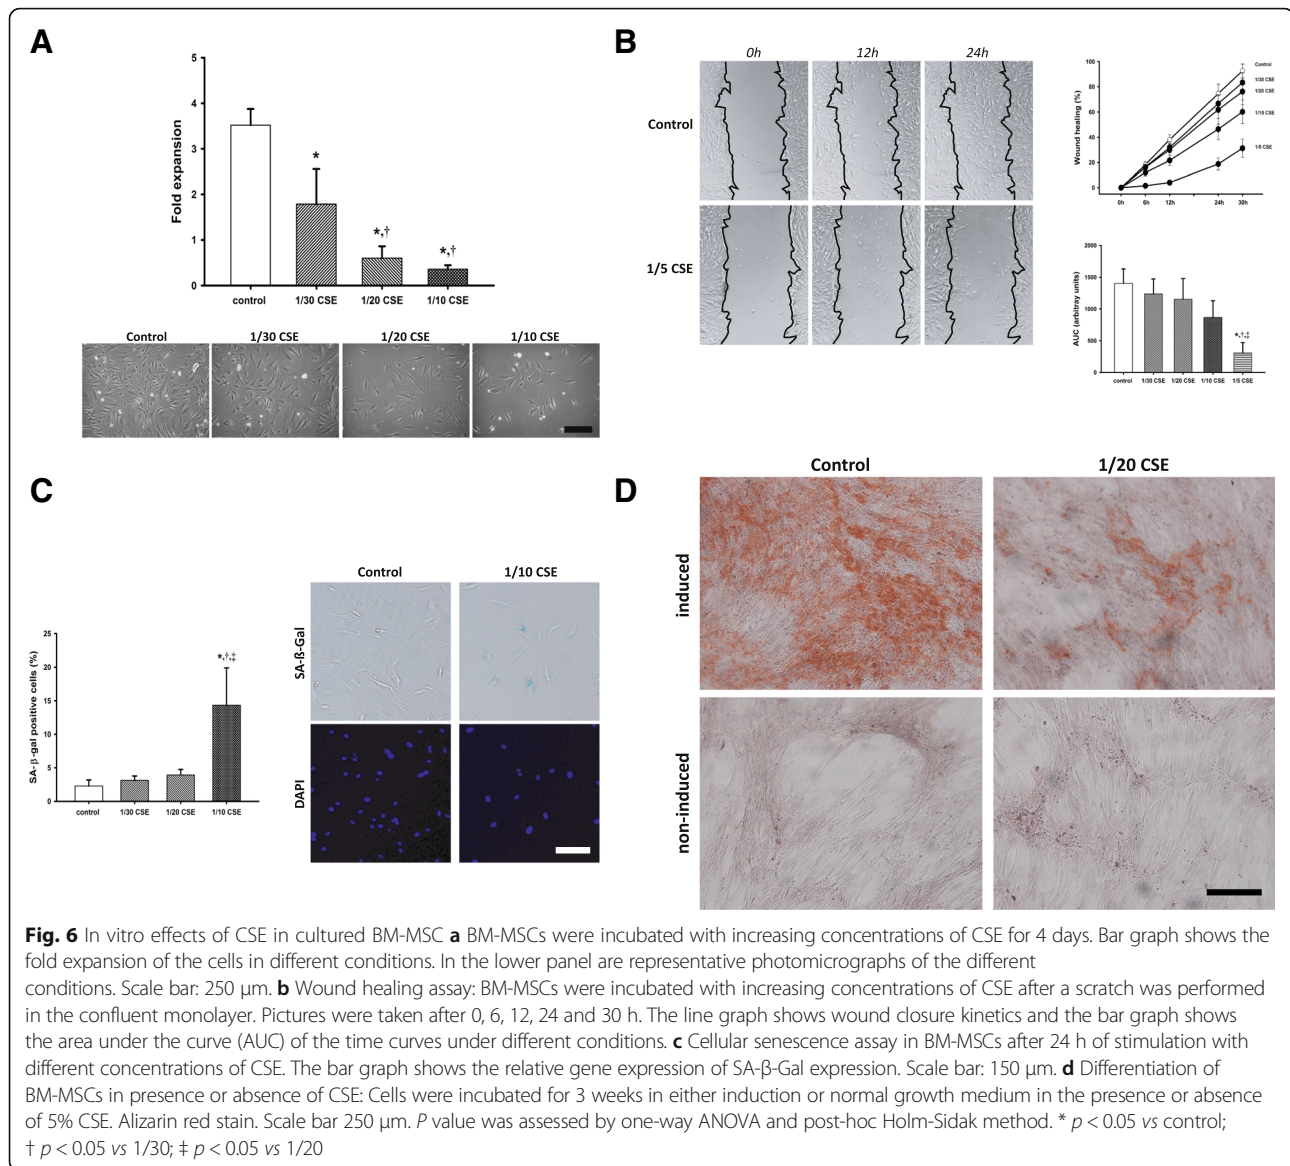 A
5
4
3
2
1
0
Fold expansion
*
*,†
*,†
control
1/30 CSE
1/20 CSE
1/10 CSE
Control
1/30 CSE
1/20 CSE
1/10 CSE
B
0h
12h
24h
Control
1/5 CSE
100
80
60
40
20
0
Wound healing (%)
Control
1/30 CSE
1/20 CSE
1/10 CSE
1/5 CSE
0h
6h
12h
24h
30h
2000
1500
1000
500
0
AUC (arbitray units)
*,†,‡
control
1/30 CSE
1/20 CSE
1/10 CSE
1/5 CSE
C
25
20
15
10
5
0
SA-β-gal positive cells (%)
*,†,‡
control
1/30 CSE
1/20 CSE
1/10 CSE
Control
1/10 CSE
SA-ß-Gal
DAPI
D
Control
1/20 CSE
induced
non-induced
Fig. 6 In vitro effects of CSE in cultured BM-MSC a BM-MSCs were incubated with increasing concentrations of CSE for 4 days. Bar graph shows the
fold expansion of the cells in different conditions. In the lower panel are representative photomicrographs of the different
conditions. Scale bar: 250 μm. b Wound healing assay: BM-MSCs were incubated with increasing concentrations of CSE after a scratch was performed
in the confluent monolayer. Pictures were taken after 0, 6, 12, 24 and 30 h. The line graph shows wound closure kinetics and the bar graph shows
the area under the curve (AUC) of the time curves under different conditions. c Cellular senescence assay in BM-MSCs after 24 h of stimulation with
different concentrations of CSE. The bar graph shows the relative gene expression of SA-β-Gal expression. Scale bar: 150 μm. d Differentiation of
BM-MSCs in presence or absence of CSE: Cells were incubated for 3 weeks in either induction or normal growth medium in the presence or absence
of 5% CSE. Alizarin red stain. Scale bar 250 μm. P value was assessed by one-way ANOVA and post-hoc Holm-Sidak method. * p < 0.05 vs control;
† p < 0.05 vs 1/30; ‡ p < 0.05 vs 1/20